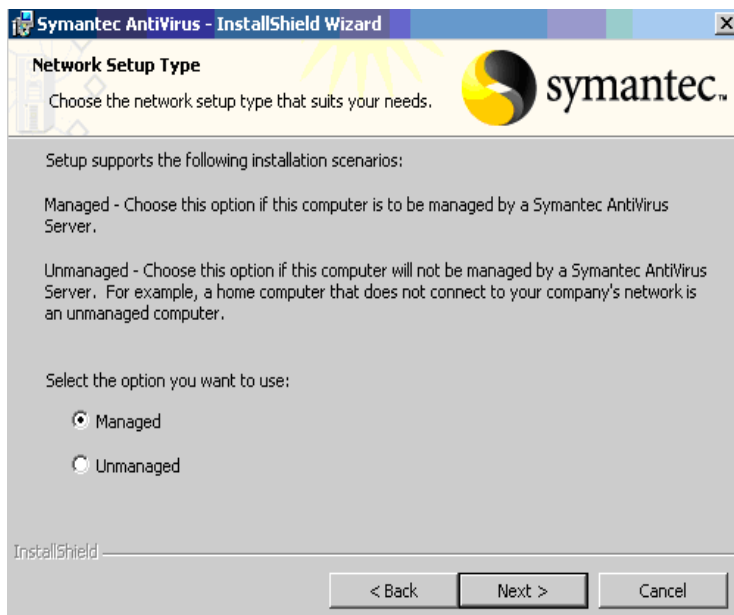 Symantec AntiVirus - InstallShield Wizard
Network Setup Type
Choose the network setup type that suits your needs.
symantec.
Setup supports the following installation scenarios:
Managed - Choose this option if this computer is to be managed by a Symantec AntiVirus
Server.
Unmanaged - Choose this option if this computer will not be managed by a Symantec AntiVirus
Server. For example, a home computer that does not connect to your company's network is
an unmanaged computer.
Select the option you want to use:
Managed
Unmanaged
InstallShield
< Back
Next >
Cancel